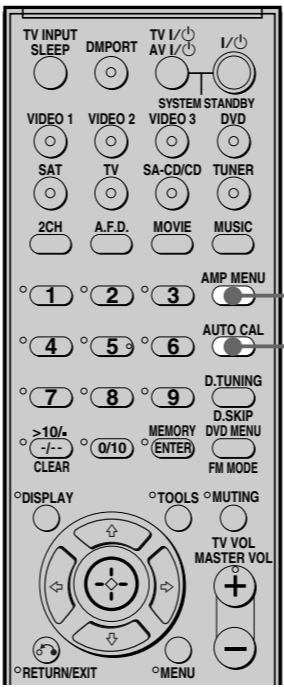 TV INPUT SLEEP
DMPORT
TV I/⏻
AV I/⏻
I/⏻
SYSTEM STANDBY
VIDEO 1 VIDEO 2 VIDEO 3 DVD
SAT TV SA-CD/CD TUNER
2CH A.F.D. MOVIE MUSIC
1 2 3 AMP MENU
4 5 6 AUTO CAL
7 8 9 D.TUNING
D.SKIP
>10/▪ -/-- 0/10 MEMORY ENTER DVD MENU
CLEAR FM MODE
DISPLAY TOOLS MUTING
TV VOL
MASTER VOL
+
−
RETURN/EXIT MENU